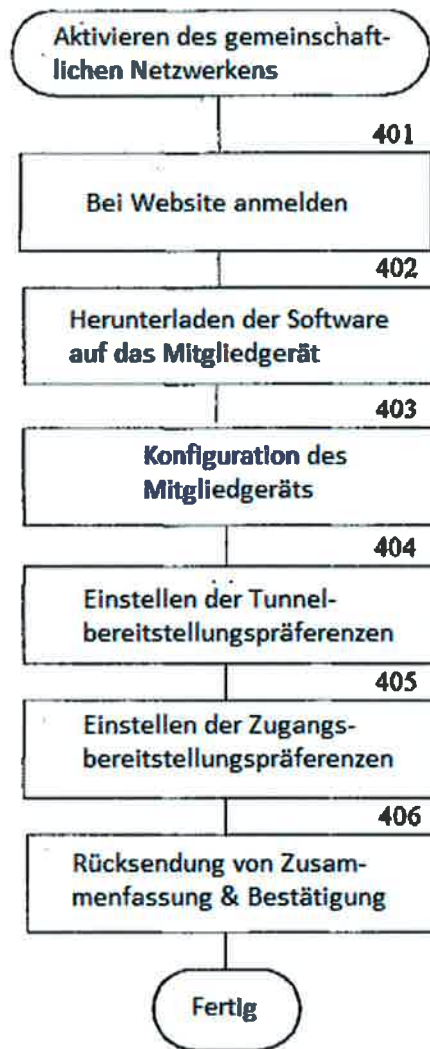 Aktivieren des gemeinschaft-
lichen Netzwerkens
401
Bei Website anmelden
402
Herunterladen der Software
auf das Mitgliedgerät
403
Konfiguration des
Mitgliedgeräts
404
Einstellen der Tunnel-
bereitstellungspräferenzen
405
Einstellen der Zugangs-
bereitstellungspräferenzen
406
Rücksendung von Zusam-
menfassung & Bestätigung
Fertig